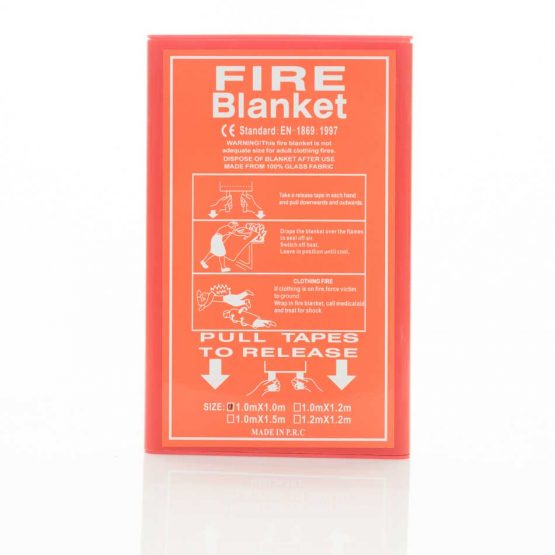 FIRE
Blanket
CE Standard: EN-1869:1997
WARNING!This fire blanket is not
adequate size for adult clothing fires.
DISPOSE OF BLANKET AFTER USE
MADE FROM 100% GLASS FABRIC
Take a release tape in each hand
and pull downwards and outwards.
Drape the blanket over the flames
to seal off air.
Switch off heat.
Leave in position until cool.
CLOTHING FIRE
If clothing is on fire,force victim
to ground
Wrap in fire blanket, call medical aid
and treat for shock.
PULL TAPES
TO RELEASE
SIZE: 1.0mX1.0m 1.0mX1.2m
1.0mX1.5m 1.2mX1.2m
MADE IN P.R.C